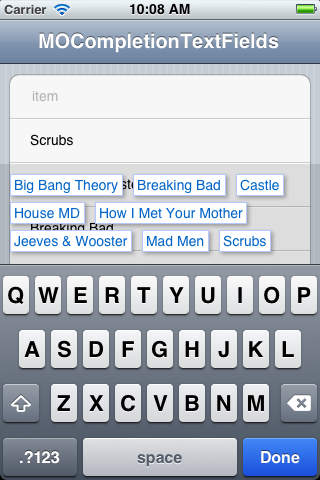 Carrier 10:08 AM
MOCompletionTextFields
item
Scrubs
Big Bang Theory Breaking Bad Castle
House MD How I Met Your Mother
Breaking Bad
Jeeves & Wooster Mad Men Scrubs
Q W E R T Y U I O P
A S D F G H J K L
Z X C V B N M
.?123 space Done